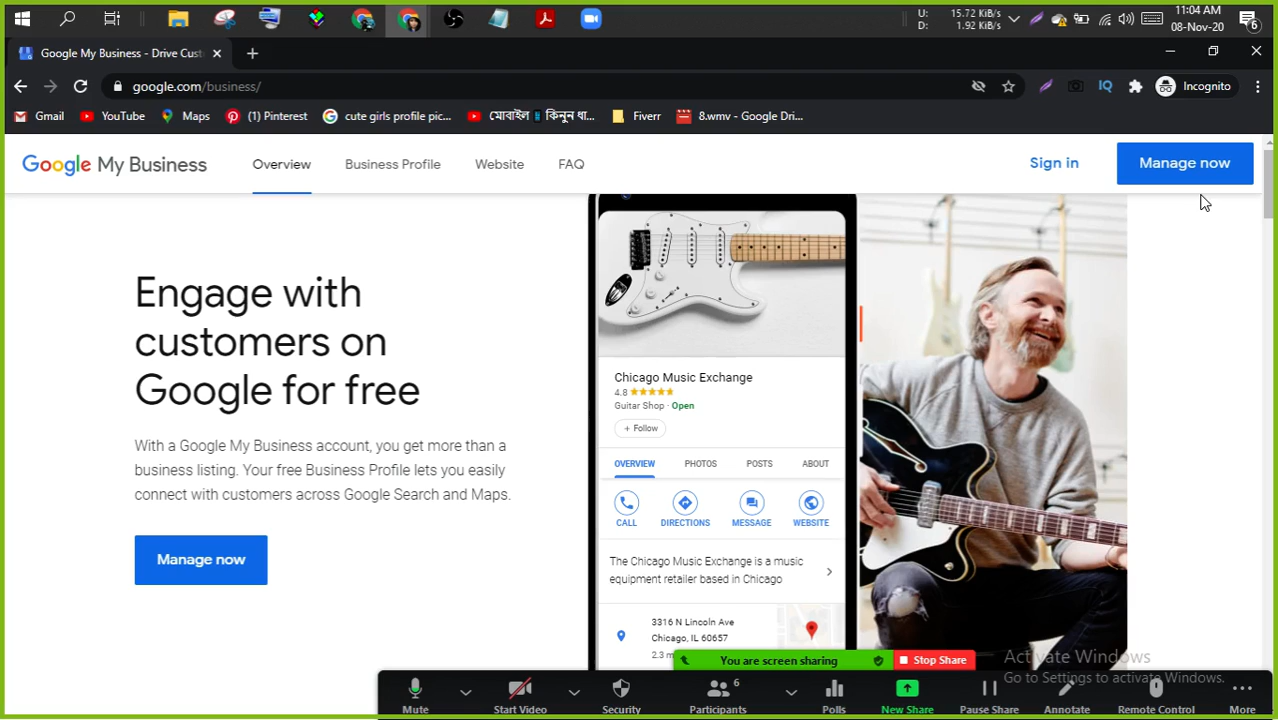 U: 15.72 KiB/s
D: 1.92 KiB/s
11:04 AM
08-Nov-20
6
Google My Business - Drive Cust
google.com/business/
IQ
Incognito
Gmail
YouTube
Maps
(1) Pinterest
cute girls profile pic...
মোবাইল কিনুন ধা...
Fiverr
8.wmv - Google Dri...
Google My Business
Overview
Business Profile
Website
FAQ
Sign in
Manage now
Engage with
customers on
Google for free
With a Google My Business account, you get more than a
business listing. Your free Business Profile lets you easily
connect with customers across Google Search and Maps.
Manage now
Chicago Music Exchange
4.8
Guitar Shop · Open
+ Follow
OVERVIEW
PHOTOS
POSTS
ABOUT
CALL
DIRECTIONS
MESSAGE
WEBSITE
The Chicago Music Exchange is a music
equipment retailer based in Chicago
3316 N Lincoln Ave
Chicago, IL 60657
2.3 m
You are screen sharing
Stop Share
Activate Windows
Go to Settings to activate Windows.
Mute
Start Video
Security
6
Participants
Polls
New Share
Pause Share
Annotate
Remote Control
More